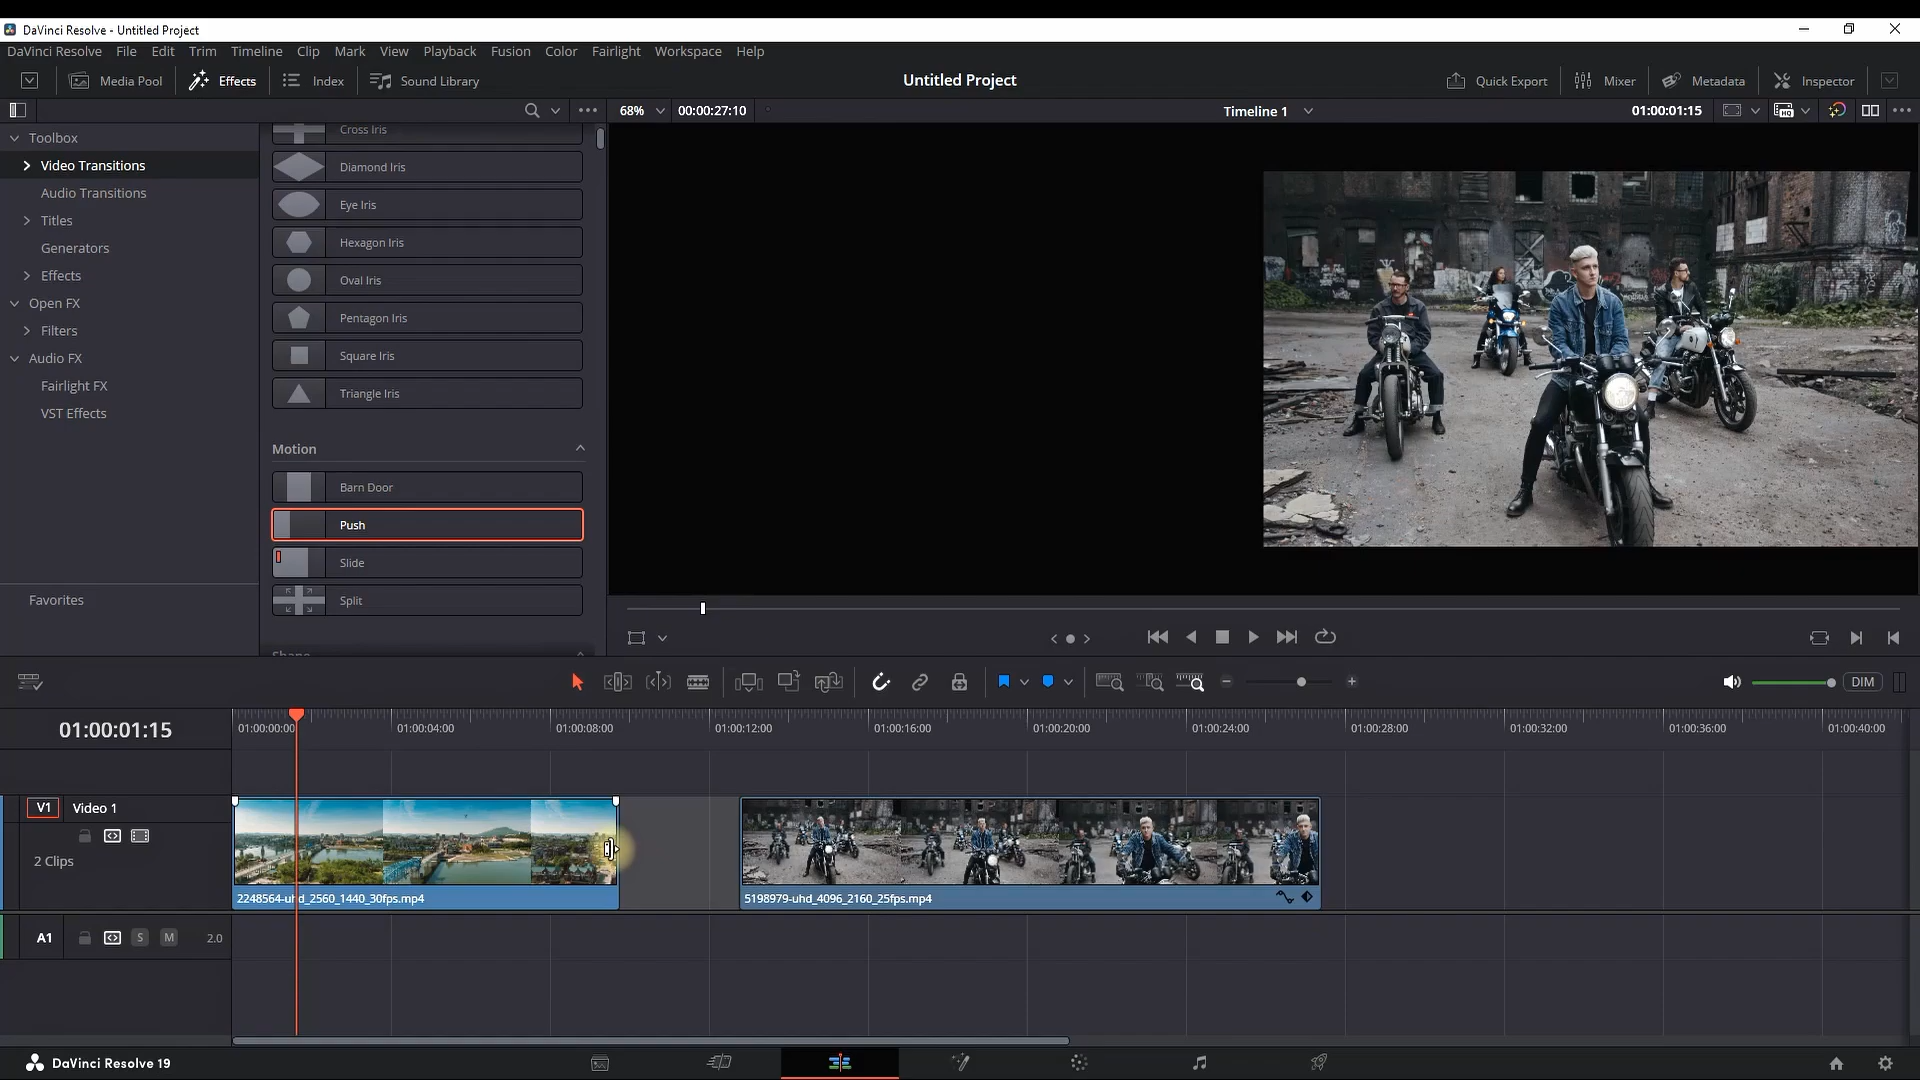 DaVinci Resolve - Untitled Project
DaVinci Resolve File Edit Trim Timeline Clip Mark View Playback Fusion Color Fairlight Workspace Help
Media Pool Effects Index Sound Library Untitled Project Quick Export Mixer Metadata Inspector
68% 00:00:27:10 Timeline 1 01:00:01:15 HQ
Toolbox
Video Transitions
Audio Transitions
Titles
Generators
Effects
Open FX
Filters
Audio FX
Fairlight FX
VST Effects
Favorites
Cross Iris
Diamond Iris
Eye Iris
Hexagon Iris
Oval Iris
Pentagon Iris
Square Iris
Triangle Iris
Motion
Barn Door
Push
Slide
Split
Shape
DIM
01:00:01:15
01:00:00:00 01:00:04:00 01:00:08:00 01:00:12:00 01:00:16:00 01:00:20:00 01:00:24:00 01:00:28:00 01:00:32:00 01:00:36:00 01:00:40:00
V1 Video 1
2 Clips
2248564-uhd_2560_1440_30fps.mp4
5198979-uhd_4096_2160_25fps.mp4
A1 S M 2.0
DaVinci Resolve 19